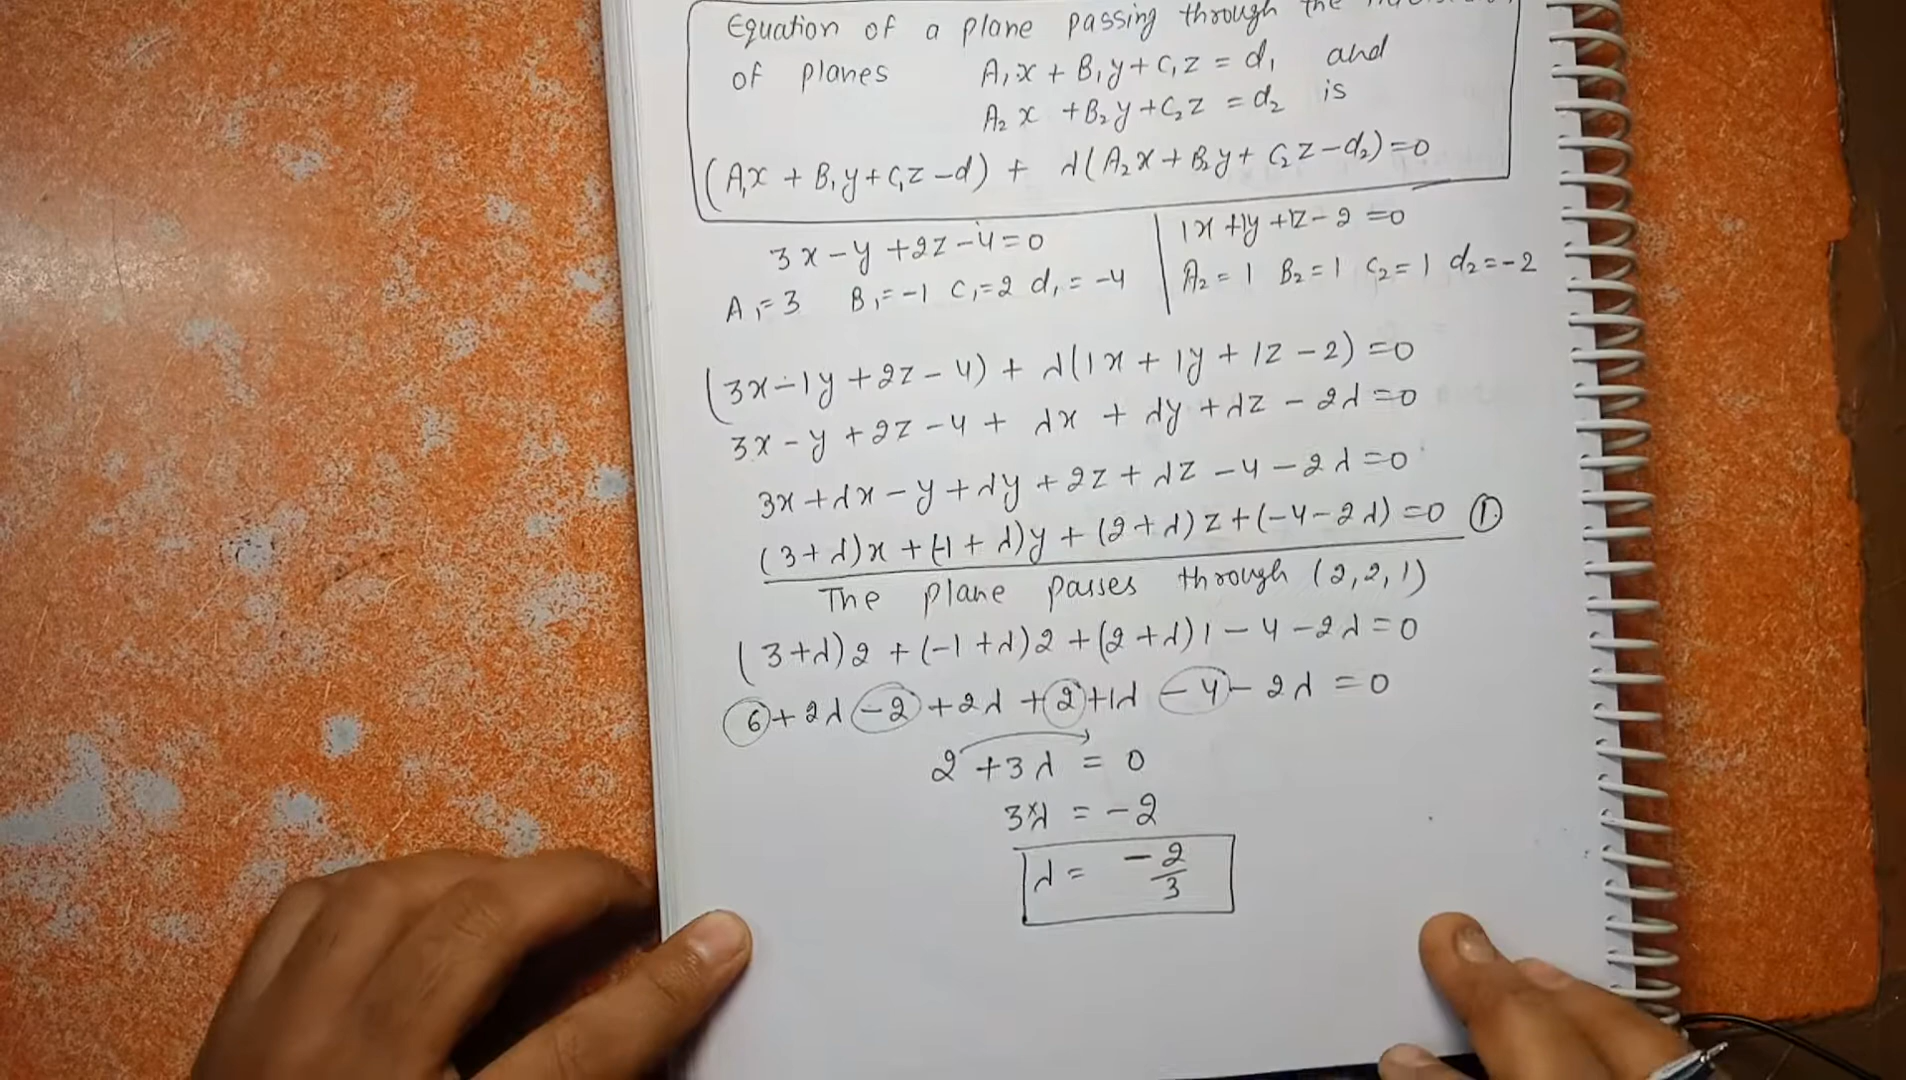 Equation of a plane passing through the
of planes A₁x + B₁y + C₁z = d₁ and
A₂x + B₂y + C₂z = d₂ is
(A₁x + B₁y + C₁z - d) + λ(A₂x + B₂y + C₂z - d₂) = 0
3x - y + 2z - 4 = 0
A₁ = 3 B₁ = -1 C₁ = 2 d₁ = -4
1x + 1y + 1z - 2 = 0
A₂ = 1 B₂ = 1 C₂ = 1 d₂ = -2
(3x - 1y + 2z - 4) + λ(1x + 1y + 1z - 2) = 0
3x - y + 2z - 4 + λx + λy + λz - 2λ = 0
3x + λx - y + λy + 2z + λz - 4 - 2λ = 0
(3 + λ)x + (-1 + λ)y + (2 + λ)z + (-4 - 2λ) = 0 ①
The plane passes through (2, 2, 1)
(3 + λ)2 + (-1 + λ)2 + (2 + λ)1 - 4 - 2λ = 0
6 + 2λ - 2 + 2λ + 2 + 1λ - 4 - 2λ = 0
2 + 3λ = 0
3×λ = -2
λ = -2/3